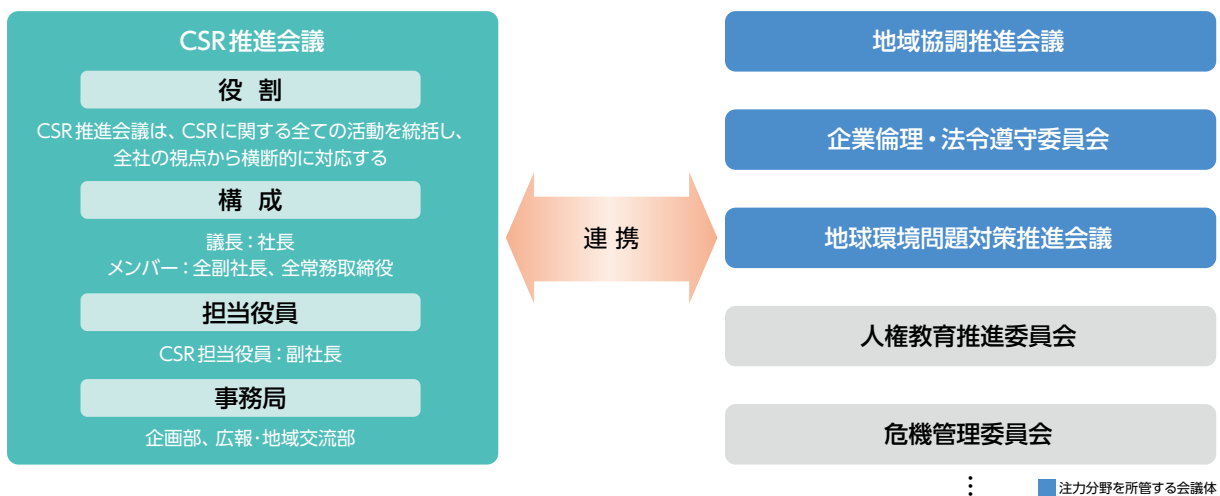 CSR推進会議
役 割
CSR推進会議は、CSRに関する全ての活動を統括し、
全社の視点から横断的に対応する
構 成
議長：社長
メンバー：全副社長、全常務取締役
担当役員
CSR担当役員：副社長
事務局
企画部、広報・地域交流部
連 携
地域協調推進会議
企業倫理・法令遵守委員会
地球環境問題対策推進会議
人権教育推進委員会
危機管理委員会
⋮
注力分野を所管する会議体